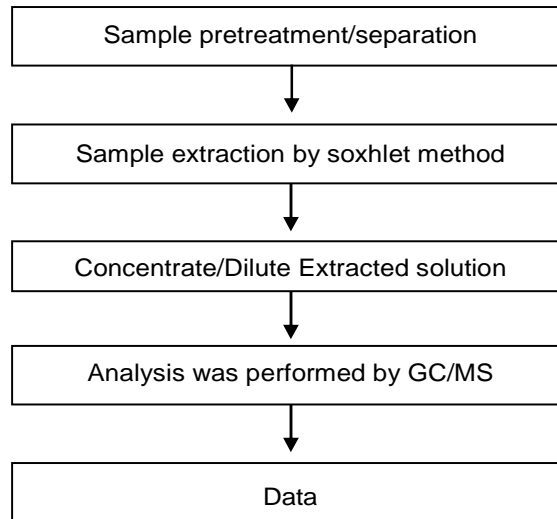 Sample pretreatment/separation
Sample extraction by soxhlet method
Concentrate/Dilute Extracted solution
Analysis was performed by GC/MS
Data